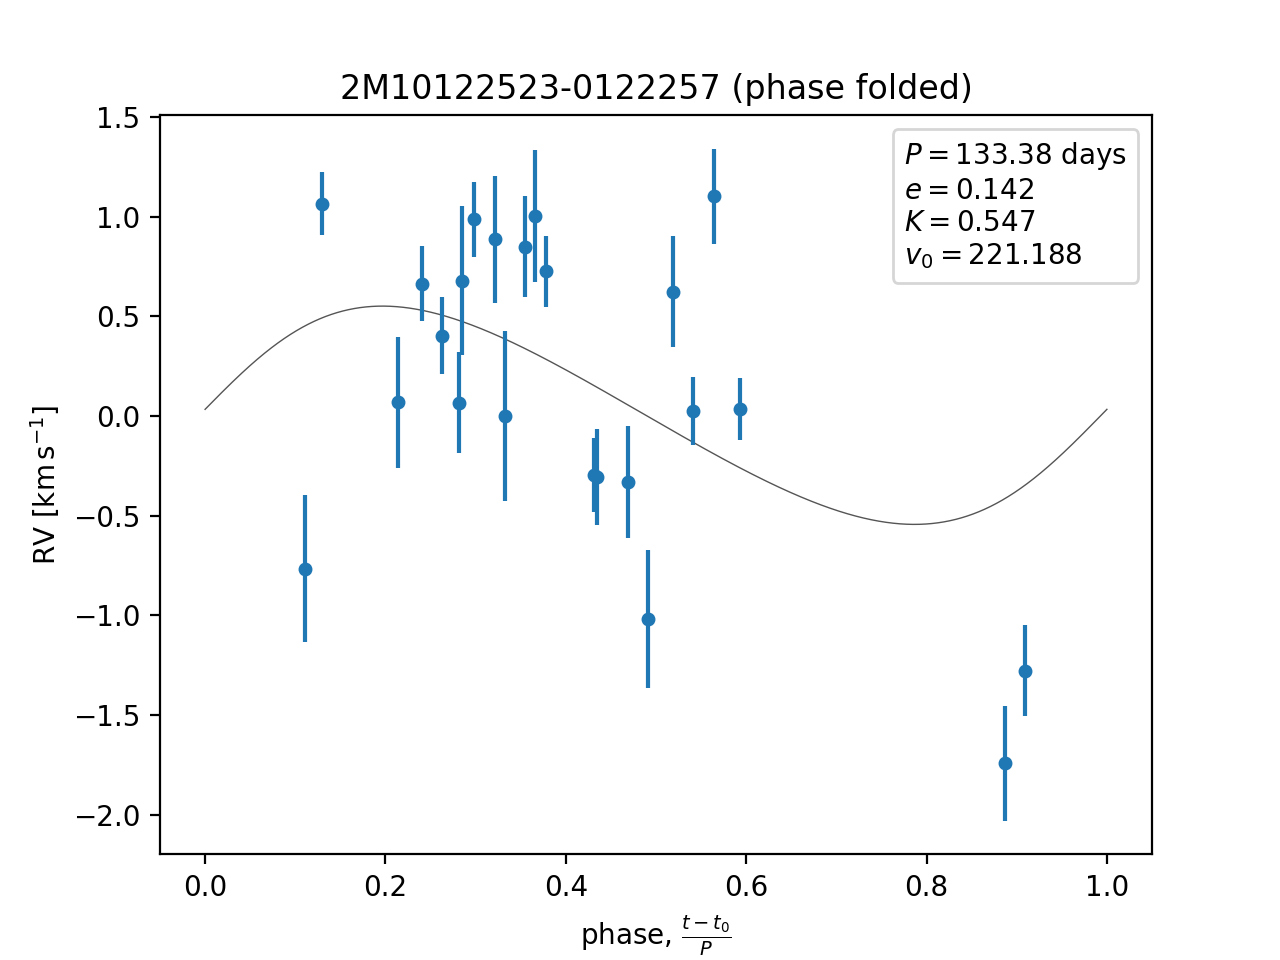 2M10122523-0122257 (phase folded)
P = 133.38 days
e = 0.142
K = 0.547
v₀ = 221.188
1.5
1.0
0.5
0.0
−0.5
−1.0
−1.5
−2.0
RV [km s⁻¹]
0.0 0.2 0.4 0.6 0.8 1.0
phase, (t − t₀)/P